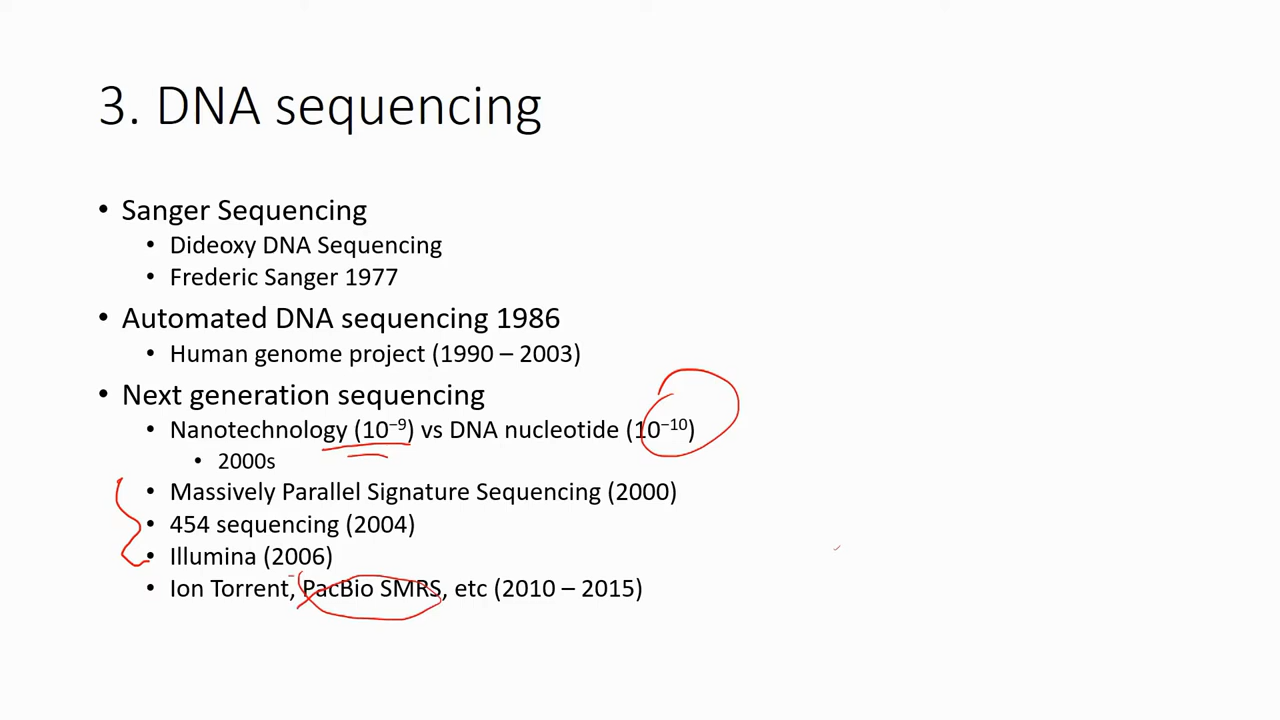 3. DNA sequencing
• Sanger Sequencing
• Dideoxy DNA Sequencing
• Frederic Sanger 1977
• Automated DNA sequencing 1986
• Human genome project (1990 – 2003)
• Next generation sequencing
• Nanotechnology (10⁻⁹) vs DNA nucleotide (10⁻¹⁰)
• 2000s
• Massively Parallel Signature Sequencing (2000)
• 454 sequencing (2004)
• Illumina (2006)
• Ion Torrent, PacBio SMRS, etc (2010 – 2015)